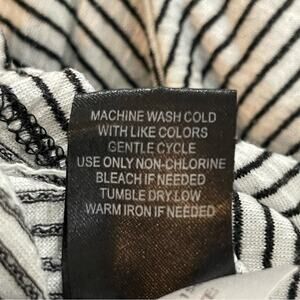 MACHINE WASH COLD
WITH LIKE COLORS
GENTLE CYCLE
USE ONLY NON-CHLORINE
BLEACH IF NEEDED
TUMBLE DRY LOW
WARM IRON IF NEEDED